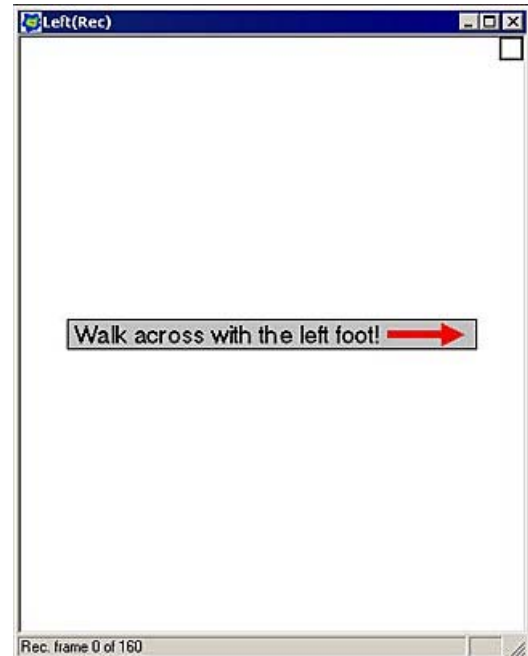 Left(Rec)
Walk across with the left foot!
Rec. frame 0 of 160